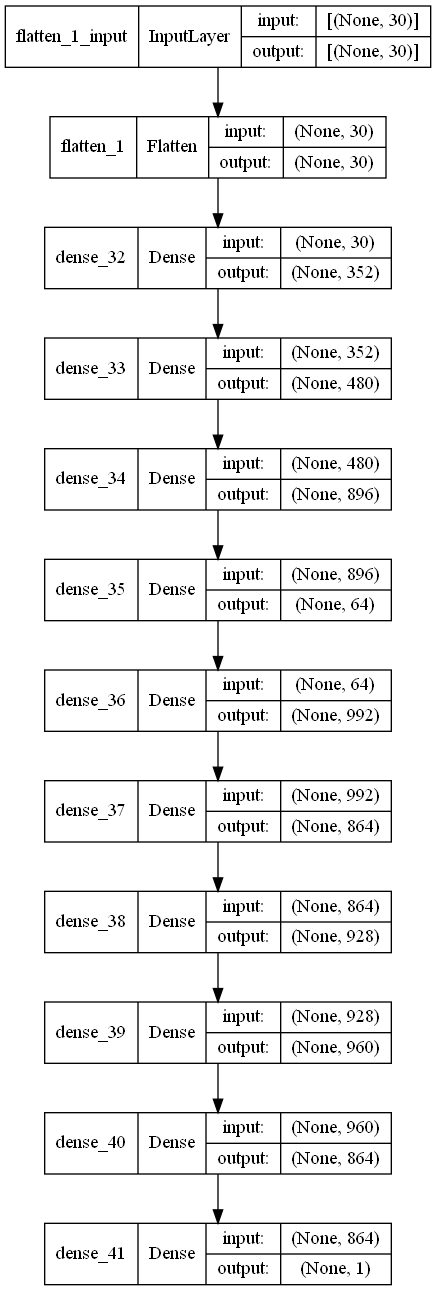 flatten_1_input InputLayer input: [(None, 30)]
output: [(None, 30)]
flatten_1 Flatten input: (None, 30)
output: (None, 30)
dense_32 Dense input: (None, 30)
output: (None, 352)
dense_33 Dense input: (None, 352)
output: (None, 480)
dense_34 Dense input: (None, 480)
output: (None, 896)
dense_35 Dense input: (None, 896)
output: (None, 64)
dense_36 Dense input: (None, 64)
output: (None, 992)
dense_37 Dense input: (None, 992)
output: (None, 864)
dense_38 Dense input: (None, 864)
output: (None, 928)
dense_39 Dense input: (None, 928)
output: (None, 960)
dense_40 Dense input: (None, 960)
output: (None, 864)
dense_41 Dense input: (None, 864)
output: (None, 1)